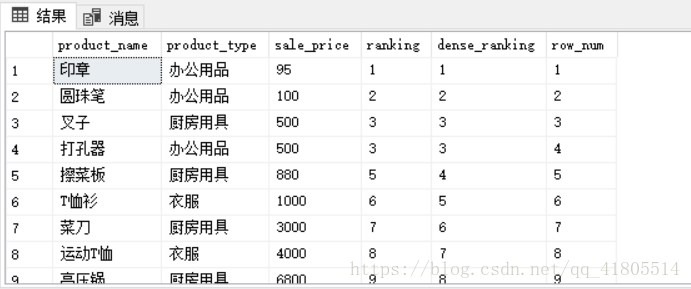 结果 消息
product_name product_type sale_price ranking dense_ranking row_num
1 印章 办公用品 95 1 1 1
2 圆珠笔 办公用品 100 2 2 2
3 叉子 厨房用具 500 3 3 3
4 打孔器 办公用品 500 3 3 4
5 擦菜板 厨房用具 880 5 4 5
6 T恤衫 衣服 1000 6 5 6
7 菜刀 厨房用具 3000 7 6 7
8 运动T恤 衣服 4000 8 7 8
9 高压锅 厨房用具 6800 9 8 9
https://blog.csdn.net/qq_41805514